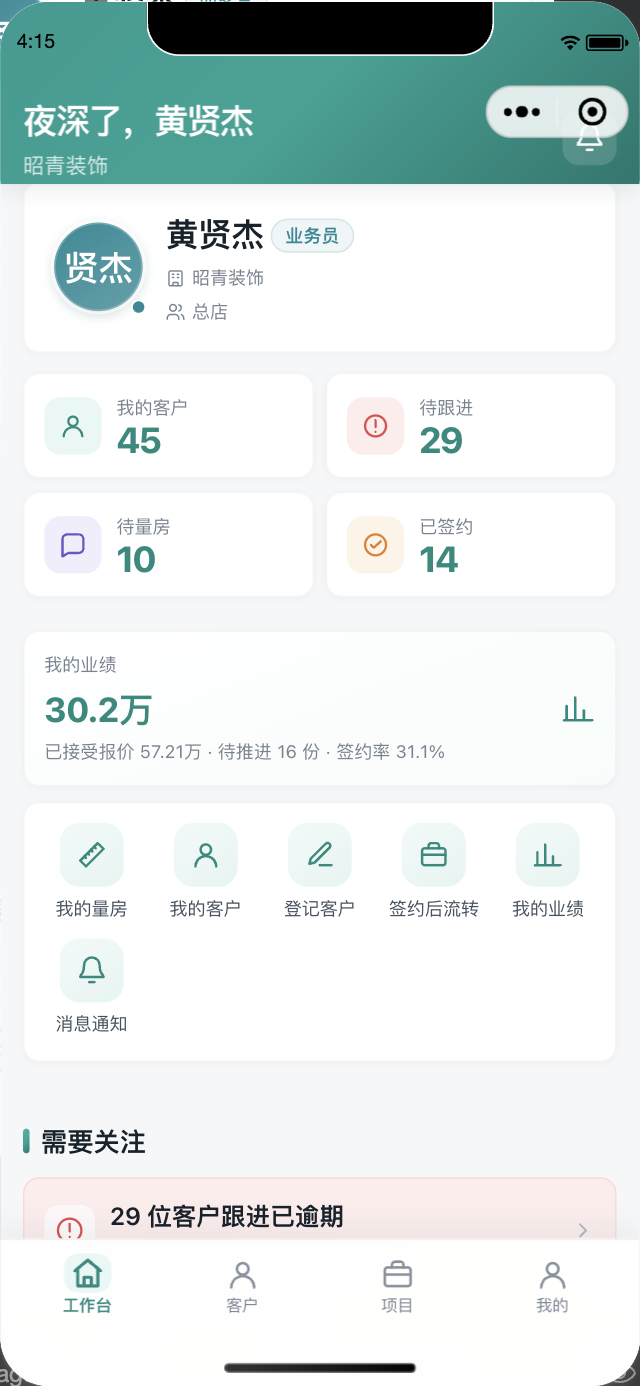 4:15
夜深了，黄贤杰
昭青装饰
贤杰
黄贤杰 业务员
昭青装饰
总店
我的客户
45
待跟进
29
待量房
10
已签约
14
我的业绩
30.2万
已接受报价 57.21万 · 待推进 16 份 · 签约率 31.1%
我的量房 我的客户 登记客户 签约后流转 我的业绩
消息通知
需要关注
29 位客户跟进已逾期
工作台 客户 项目 我的